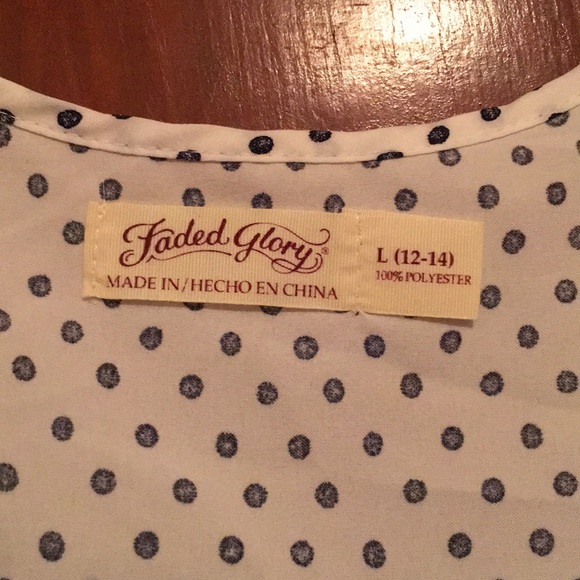 Faded Glory®
MADE IN/HECHO EN CHINA
L (12-14)
100% POLYESTER